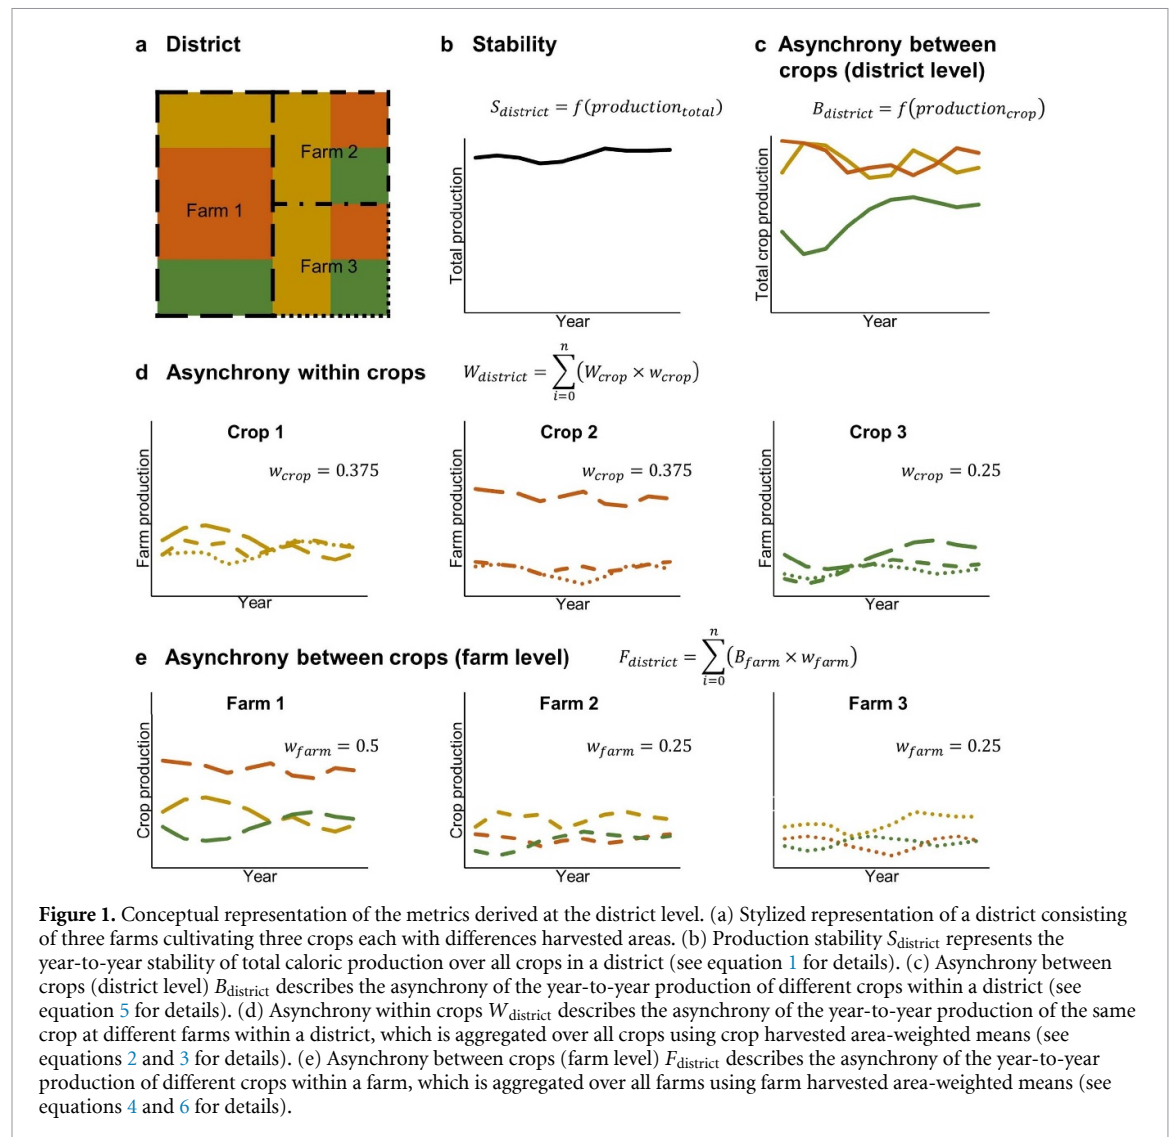 a District
b Stability
c Asynchrony between
crops (district level)
Farm 1
Farm 2
Farm 3
S_district = f(production_total)
Total production
Year
B_district = f(production_crop)
Total crop production
Year
d Asynchrony within crops
W_district = ∑_{i=0}^{n}(W_crop × w_crop)
Crop 1
w_crop = 0.375
Farm production
Year
Crop 2
w_crop = 0.375
Farm production
Year
Crop 3
w_crop = 0.25
Farm production
Year
e Asynchrony between crops (farm level)
F_district = ∑_{i=0}^{n}(B_farm × w_farm)
Farm 1
w_farm = 0.5
Crop production
Year
Farm 2
w_farm = 0.25
Crop production
Year
Farm 3
w_farm = 0.25
Crop production
Year
Figure 1. Conceptual representation of the metrics derived at the district level. (a) Stylized representation of a district consisting
of three farms cultivating three crops each with differences harvested areas. (b) Production stability S_district represents the
year-to-year stability of total caloric production over all crops in a district (see equation 1 for details). (c) Asynchrony between
crops (district level) B_district describes the asynchrony of the year-to-year production of different crops within a district (see
equation 5 for details). (d) Asynchrony within crops W_district describes the asynchrony of the year-to-year production of the same
crop at different farms within a district, which is aggregated over all crops using crop harvested area-weighted means (see
equations 2 and 3 for details). (e) Asynchrony between crops (farm level) F_district describes the asynchrony of the year-to-year
production of different crops within a farm, which is aggregated over all farms using farm harvested area-weighted means (see
equations 4 and 6 for details).